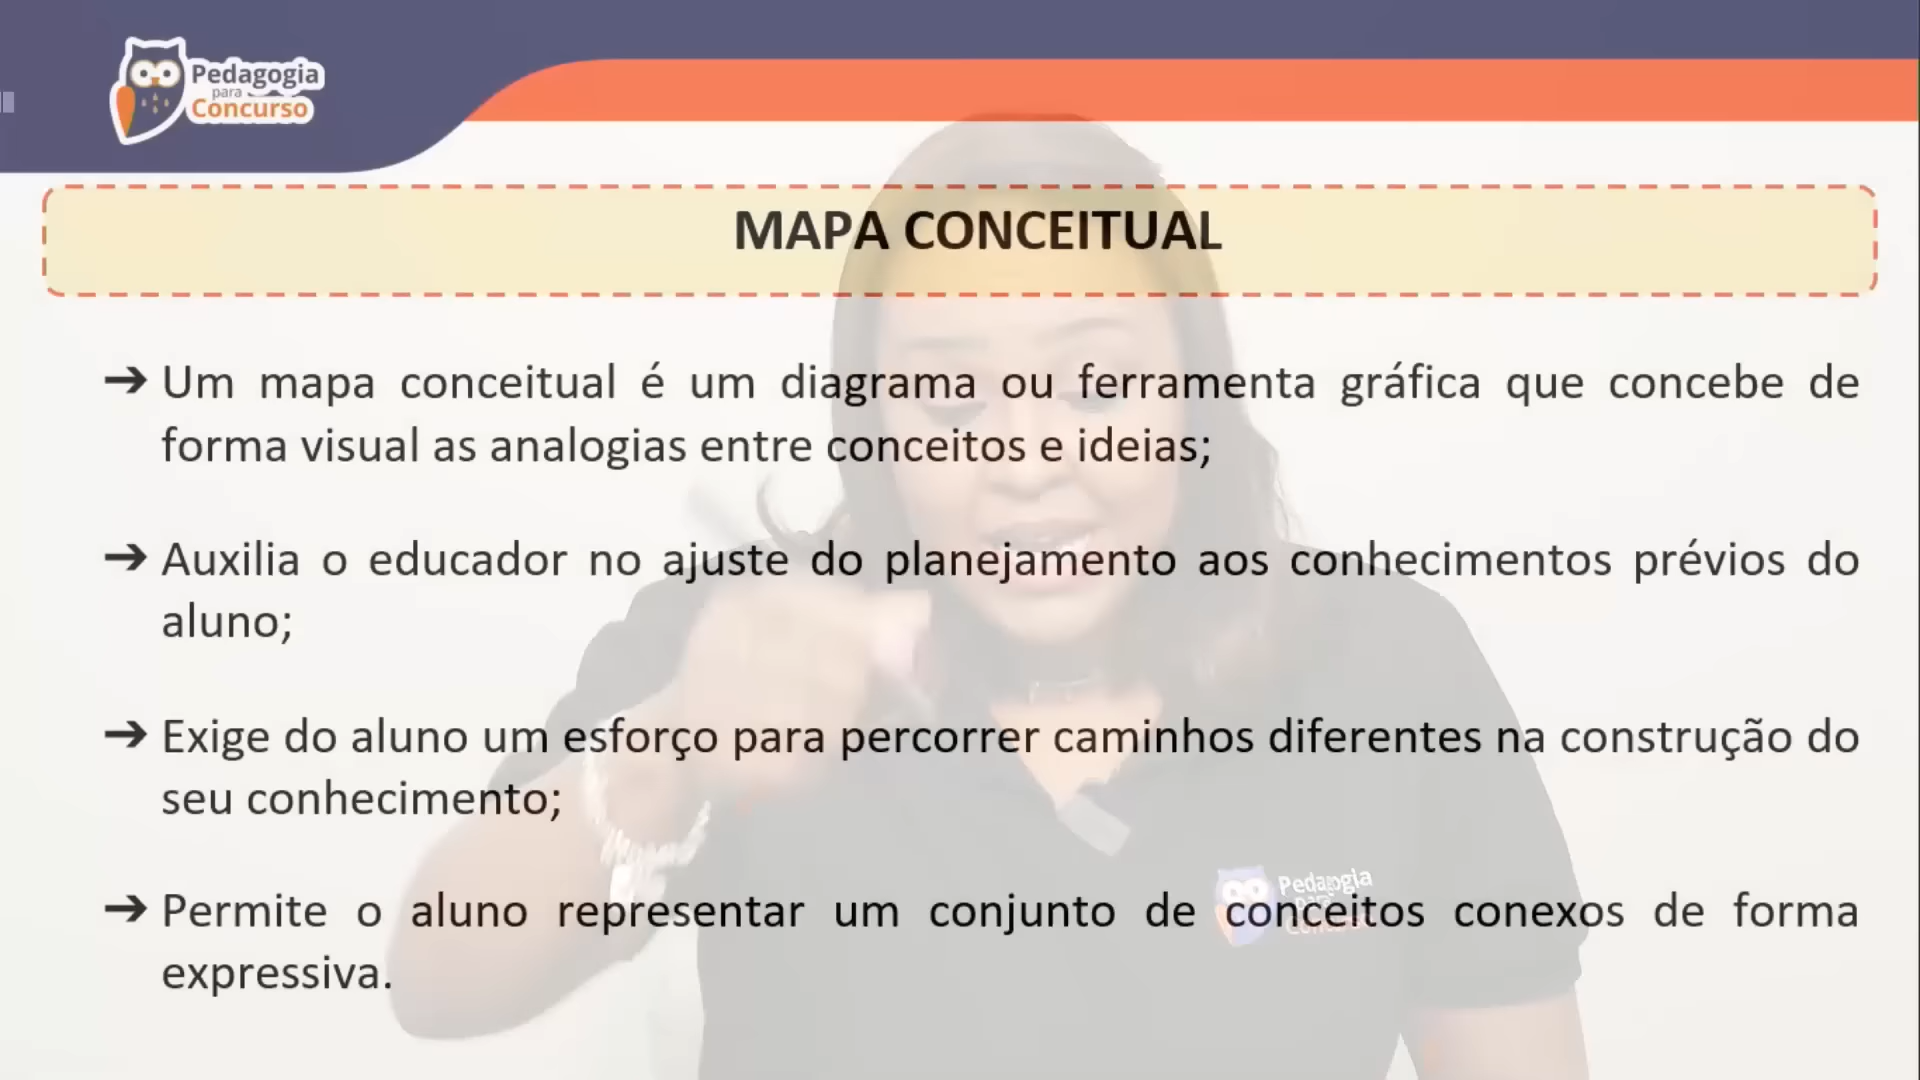 Pedagogia
para
Concurso
MAPA CONCEITUAL
➔ Um mapa conceitual é um diagrama ou ferramenta gráfica que concebe de
forma visual as analogias entre conceitos e ideias;
➔ Auxilia o educador no ajuste do planejamento aos conhecimentos prévios do
aluno;
➔ Exige do aluno um esforço para percorrer caminhos diferentes na construção do
seu conhecimento;
Pedagogia
para
Concurso
➔ Permite o aluno representar um conjunto de conceitos conexos de forma
expressiva.